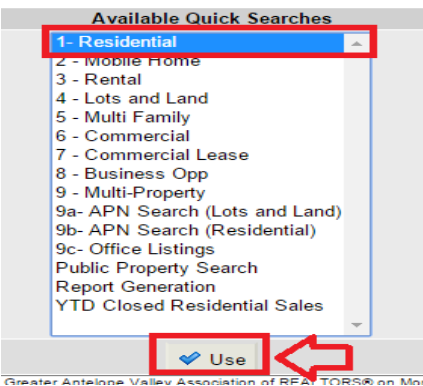 Available Quick Searches
1- Residential
2 - Mobile Home
3 - Rental
4 - Lots and Land
5 - Multi Family
6 - Commercial
7 - Commercial Lease
8 - Business Opp
9 - Multi-Property
9a- APN Search (Lots and Land)
9b- APN Search (Residential)
9c- Office Listings
Public Property Search
Report Generation
YTD Closed Residential Sales
Use
Greater Antelope Valley Association of REALTORS® on